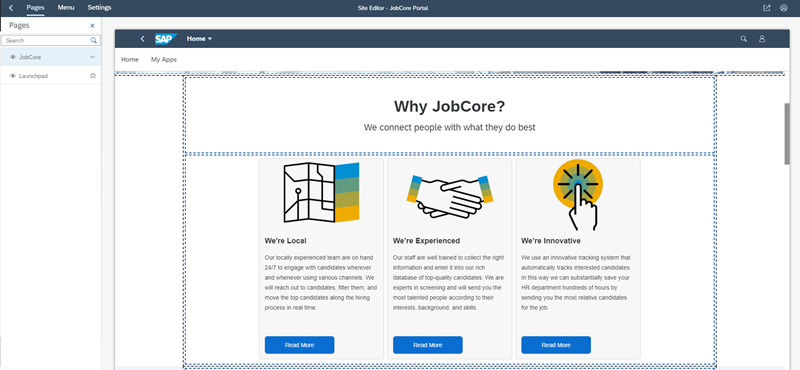 Pages Menu Settings Site Editor - JobCore Portal
Pages
Search
JobCore
Launchpad
SAP Home
Home My Apps
Why JobCore?
We connect people with what they do best
We're Local
Our locally experienced team are on hand
24/7 to engage with candidates wherever
and whenever using various channels. We
will reach out to candidates, filter them, and
move the top candidates along the hiring
process in real time.
Read More
We're Experienced
Our staff are well trained to collect the right
information and enter it into our rich
database of top-quality candidates. We are
experts in screening and will send you the
most talented people according to their
interests, background, and skills.
Read More
We're Innovative
We use an innovative tracking system that
automatically tracks interested candidates.
In this way we can substantially save your
HR department hundreds of hours by
sending you the most relative candidates
for the job.
Read More